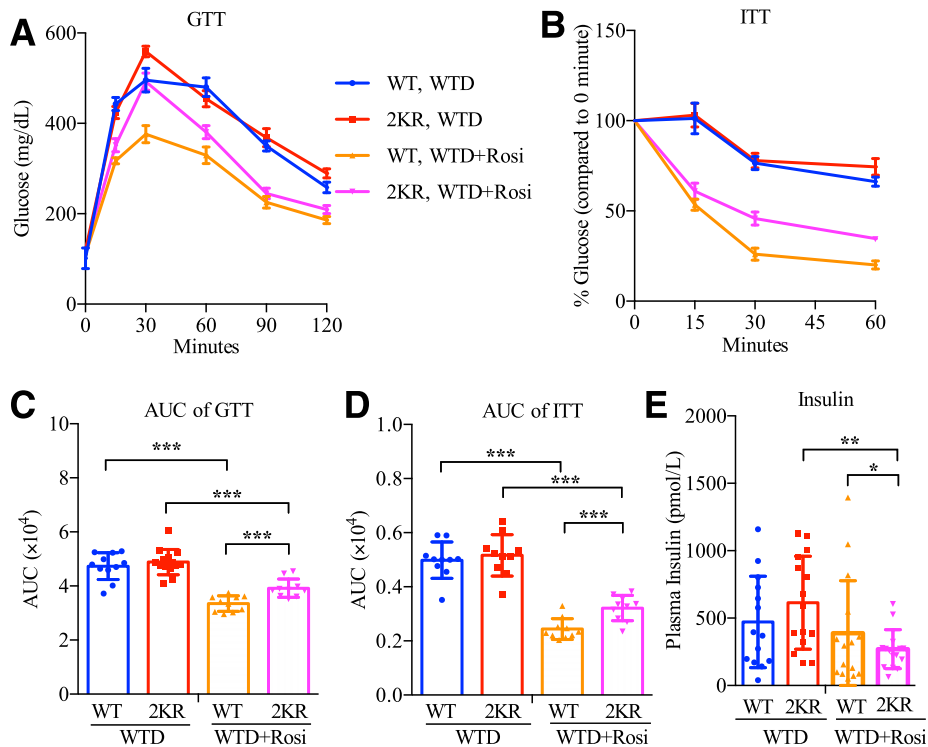 A
GTT
Glucose (mg/dL)
600
400
200
0
0 30 60 90 120
Minutes
WT, WTD
2KR, WTD
WT, WTD+Rosi
2KR, WTD+Rosi
B
ITT
% Glucose (compared to 0 minute)
150
100
50
0
0 15 30 45 60
Minutes
C
AUC of GTT
AUC (×10⁴)
10
8
6
4
2
0
***
***
***
WT 2KR WT 2KR
WTD WTD+Rosi
D
AUC of ITT
AUC (×10⁴)
1.0
0.8
0.6
0.4
0.2
0.0
***
***
***
WT 2KR WT 2KR
WTD WTD+Rosi
E
Insulin
Plasma Insulin (pmol/L)
2000
1500
1000
500
0
**
*
WT 2KR WT 2KR
WTD WTD+Rosi